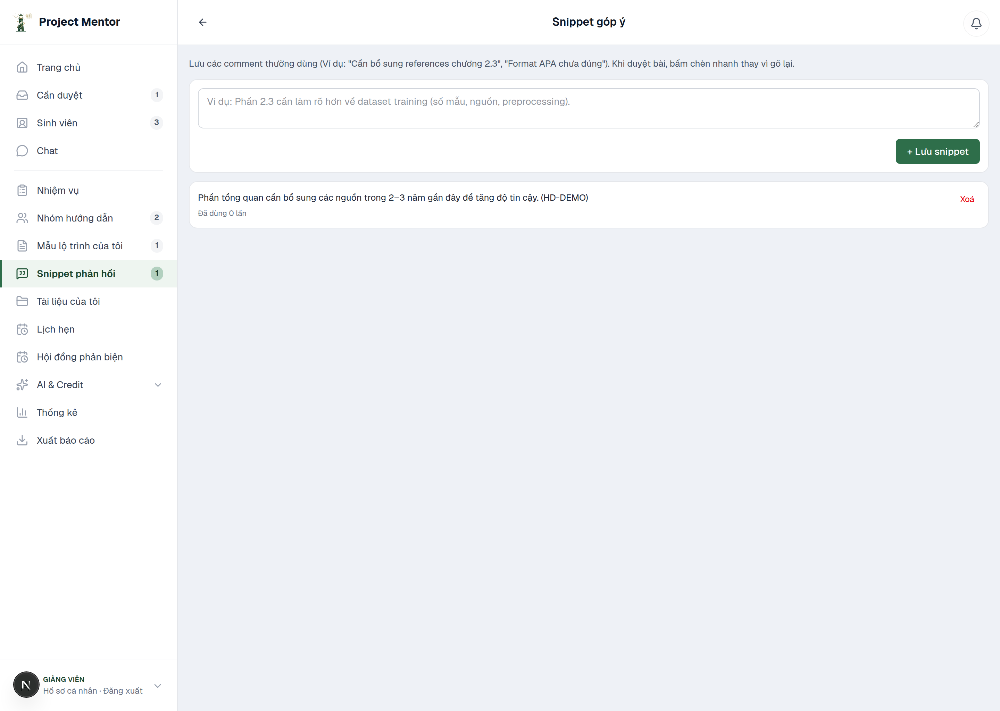 Project Mentor
Snippet góp ý
Trang chủ
Cần duyệt 1
Sinh viên 3
Chat
Nhiệm vụ
Nhóm hướng dẫn 2
Mẫu lộ trình của tôi 1
Snippet phản hồi 1
Tài liệu của tôi
Lịch hẹn
Hội đồng phản biện
AI & Credit
Thống kê
Xuất báo cáo
N
GIẢNG VIÊN
Hồ sơ cá nhân · Đăng xuất
Lưu các comment thường dùng (Ví dụ: "Cần bổ sung references chương 2.3", "Format APA chưa đúng"). Khi duyệt bài, bấm chèn nhanh thay vì gõ lại.
Ví dụ: Phần 2.3 cần làm rõ hơn về dataset training (số mẫu, nguồn, preprocessing).
+ Lưu snippet
Phần tổng quan cần bổ sung các nguồn trong 2–3 năm gần đây để tăng độ tin cậy. (HD-DEMO)
Xoá
Đã dùng 0 lần